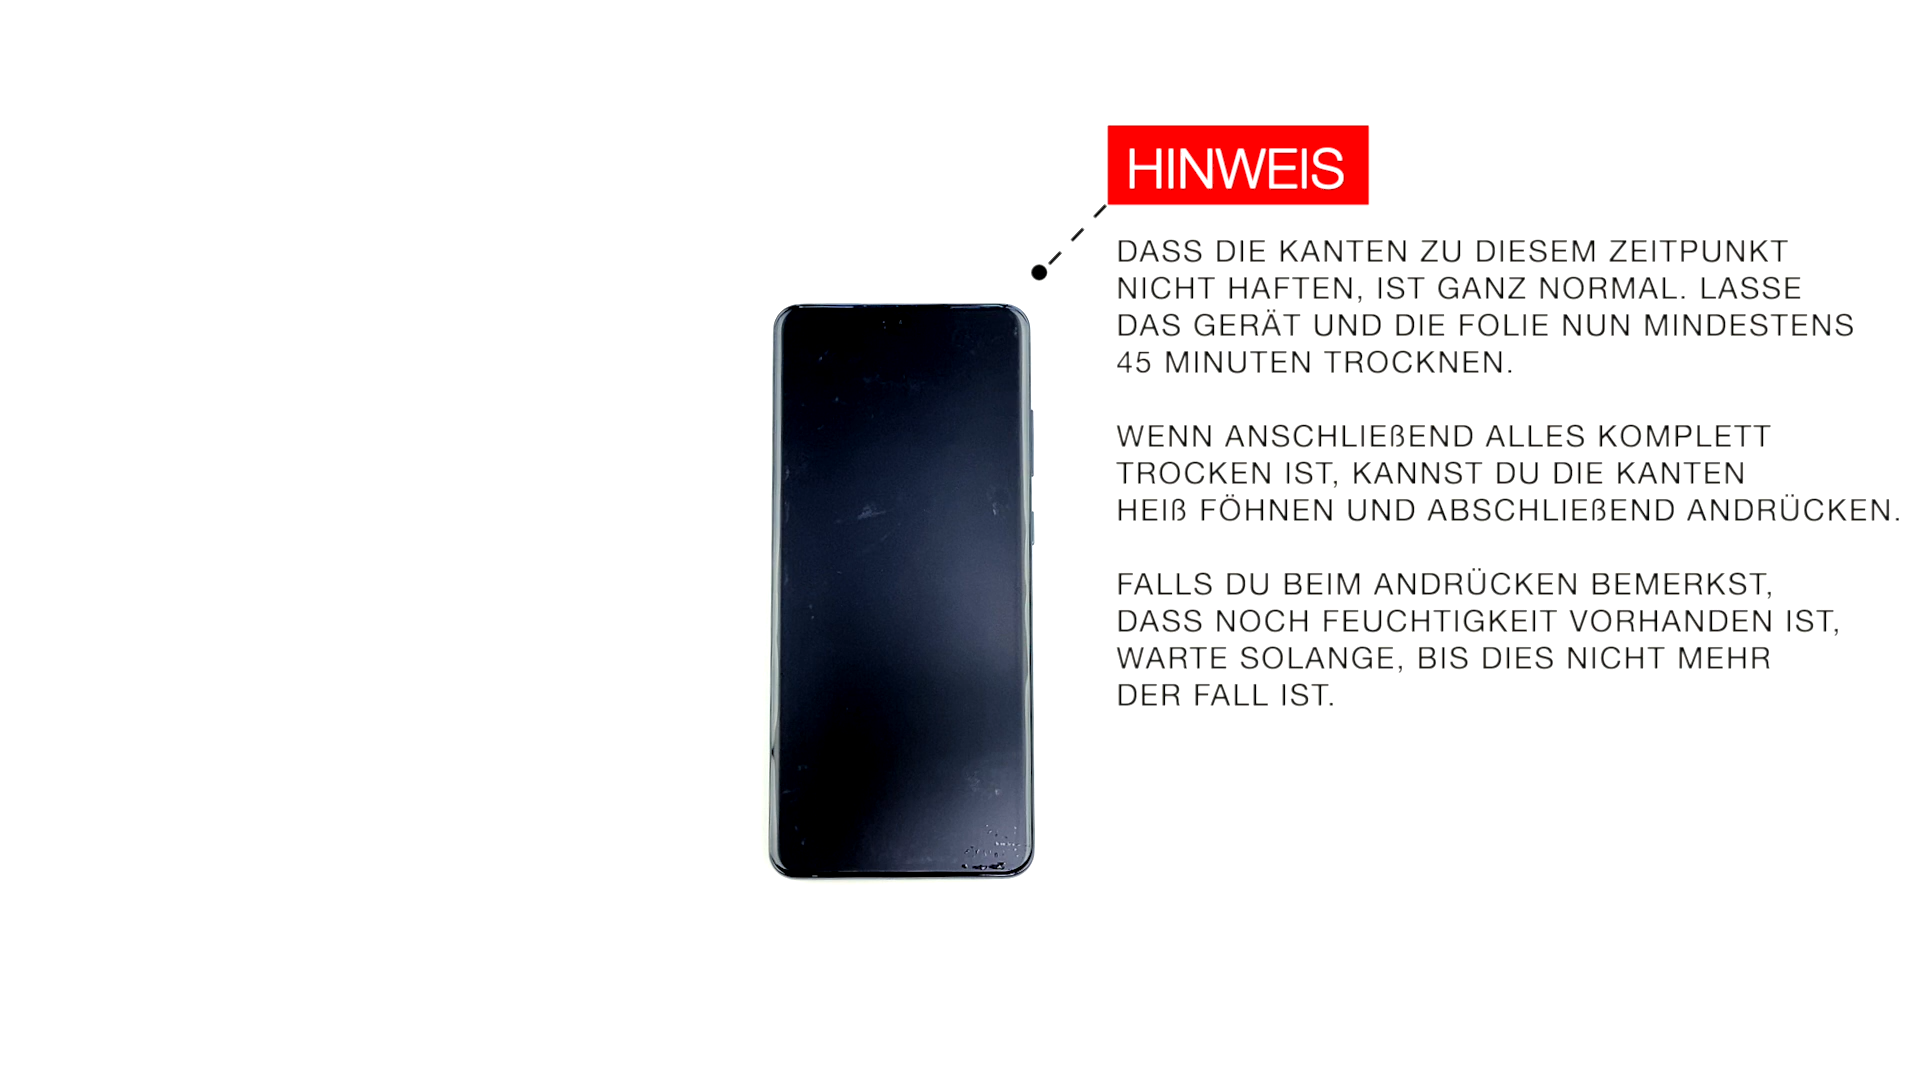 HINWEIS
DASS DIE KANTEN ZU DIESEM ZEITPUNKT
NICHT HAFTEN, IST GANZ NORMAL. LASSE
DAS GERÄT UND DIE FOLIE NUN MINDESTENS
45 MINUTEN TROCKNEN.
WENN ANSCHLIEßEND ALLES KOMPLETT
TROCKEN IST, KANNST DU DIE KANTEN
HEIß FÖHNEN UND ABSCHLIEßEND ANDRÜCKEN.
FALLS DU BEIM ANDRÜCKEN BEMERKST,
DASS NOCH FEUCHTIGKEIT VORHANDEN IST,
WARTE SOLANGE, BIS DIES NICHT MEHR
DER FALL IST.